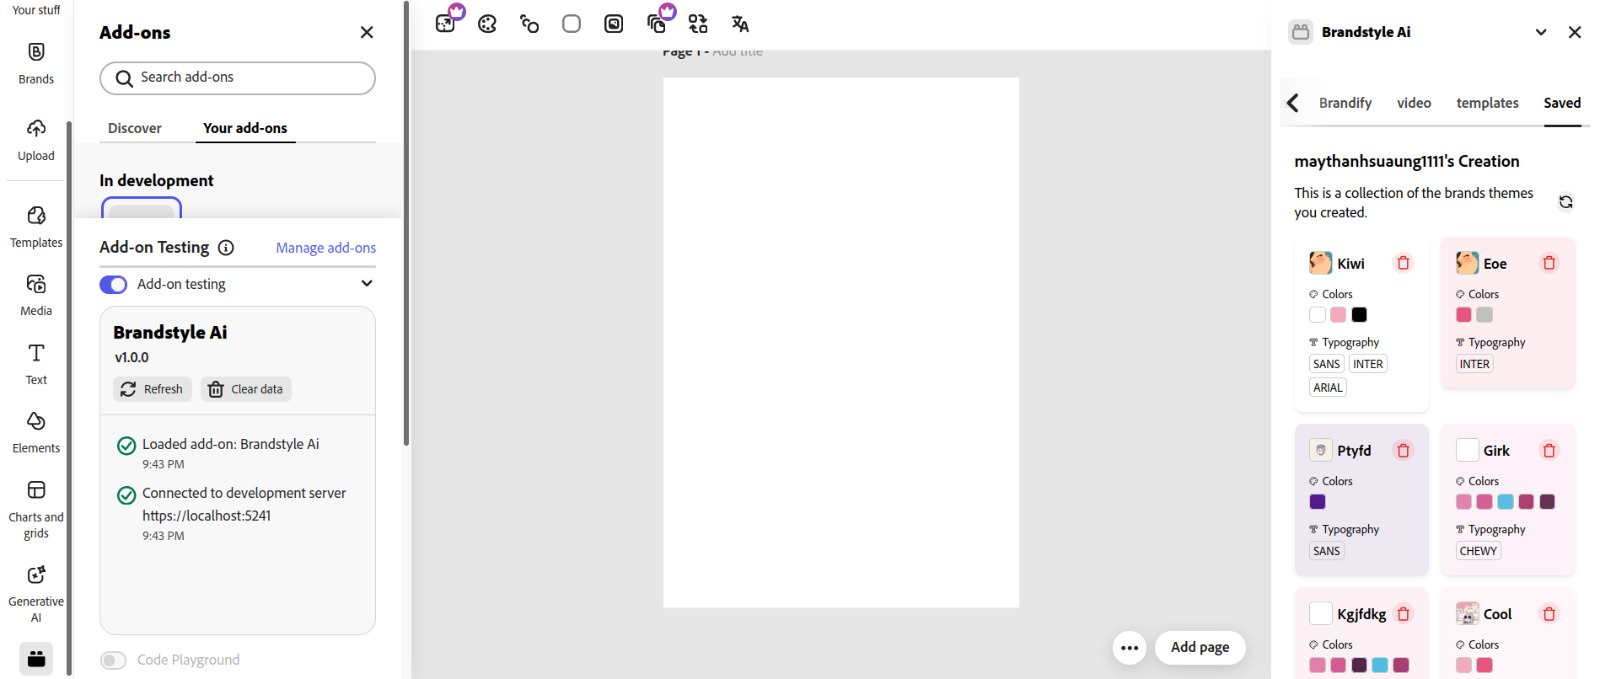 Your stuff
Brands
Upload
Templates
Media
Text
Elements
Charts and
grids
Generative
AI
Add-ons
Search add-ons
Discover
Your add-ons
In development
Add-on Testing
Manage add-ons
Add-on testing
Brandstyle Ai
v1.0.0
Refresh
Clear data
Loaded add-on: Brandstyle Ai
9:43 PM
Connected to development server
https://localhost:5241
9:43 PM
Code Playground
Page 1 - Add title
Add page
Brandstyle Ai
Brandify
video
templates
Saved
maythanhsuaung1111's Creation
This is a collection of the brands themes
you created.
Kiwi
Colors
Typography
SANS
INTER
ARIAL
Eoe
Colors
Typography
INTER
Ptyfd
Colors
Typography
SANS
Girk
Colors
Typography
CHEWY
Kgjfdkg
Colors
Cool
Colors